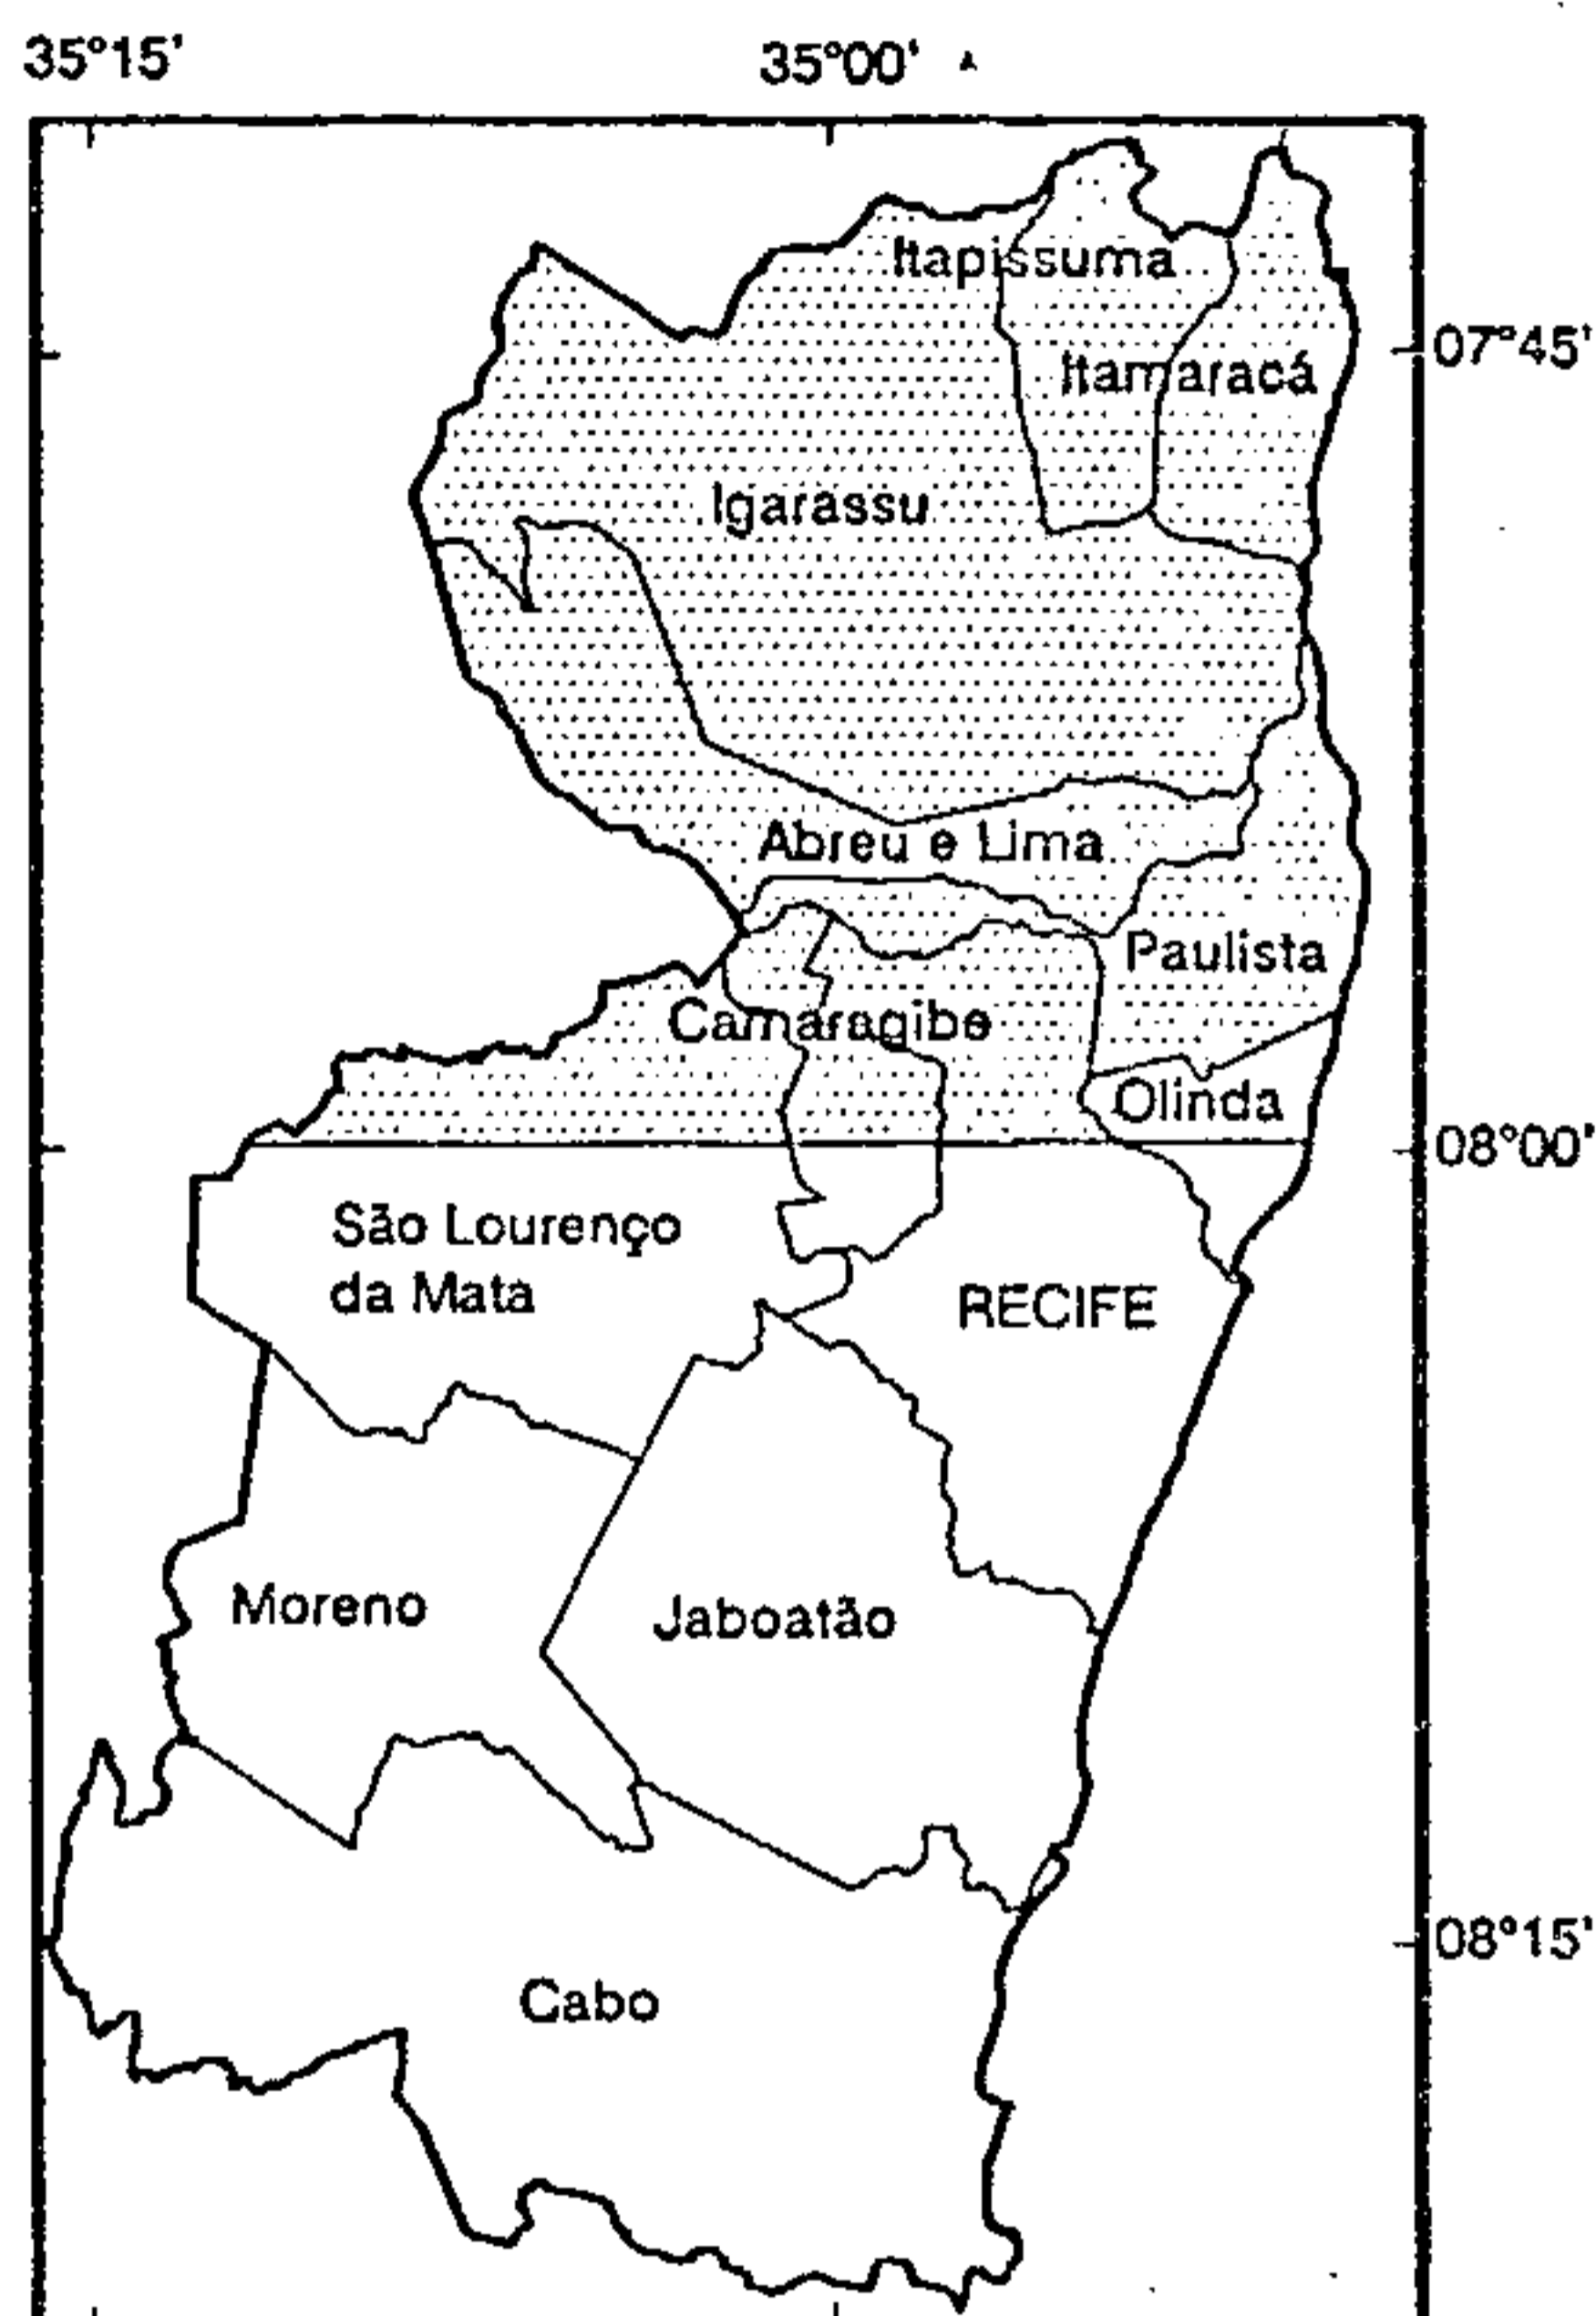 35°15'
35°00'
Itapissuma
07°45'
Itamaracá
Igarassu
Abreu e Lima
Paulista
Camaragibe
Olinda
08°00'
São Lourenço
da Mata
RECIFE
Moreno
Jaboatão
08°15'
Cabo